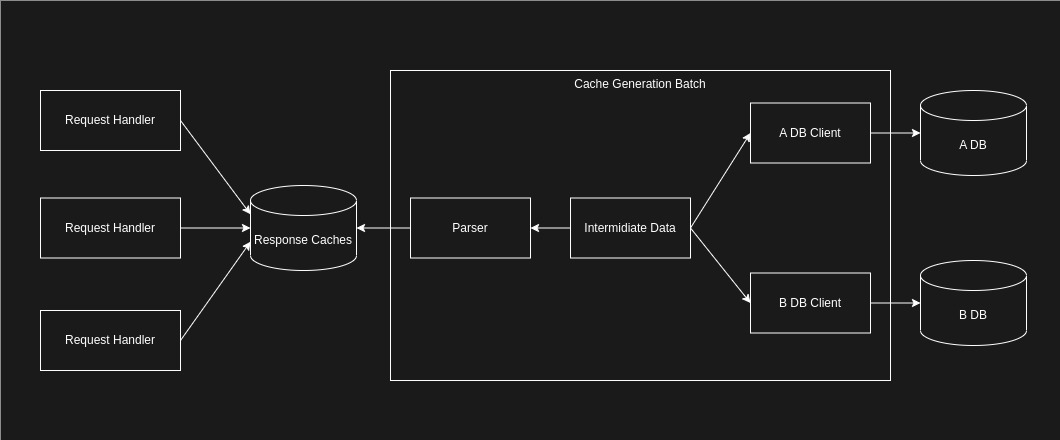 Cache Generation Batch
Request Handler
A DB Client
A DB
Request Handler
Response Caches
Parser
Intermidiate Data
B DB Client
B DB
Request Handler